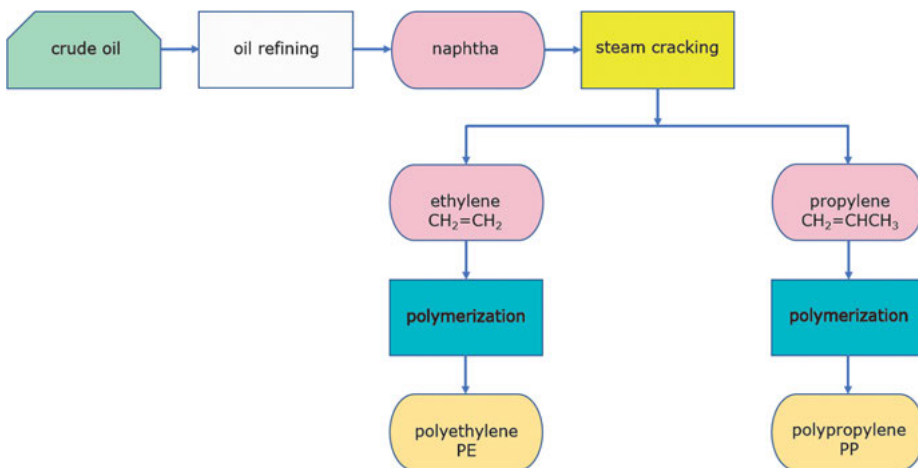 crude oil
oil refining
naphtha
steam cracking
ethylene
CH₂=CH₂
propylene
CH₂=CHCH₃
polymerization
polymerization
polyethylene
PE
polypropylene
PP